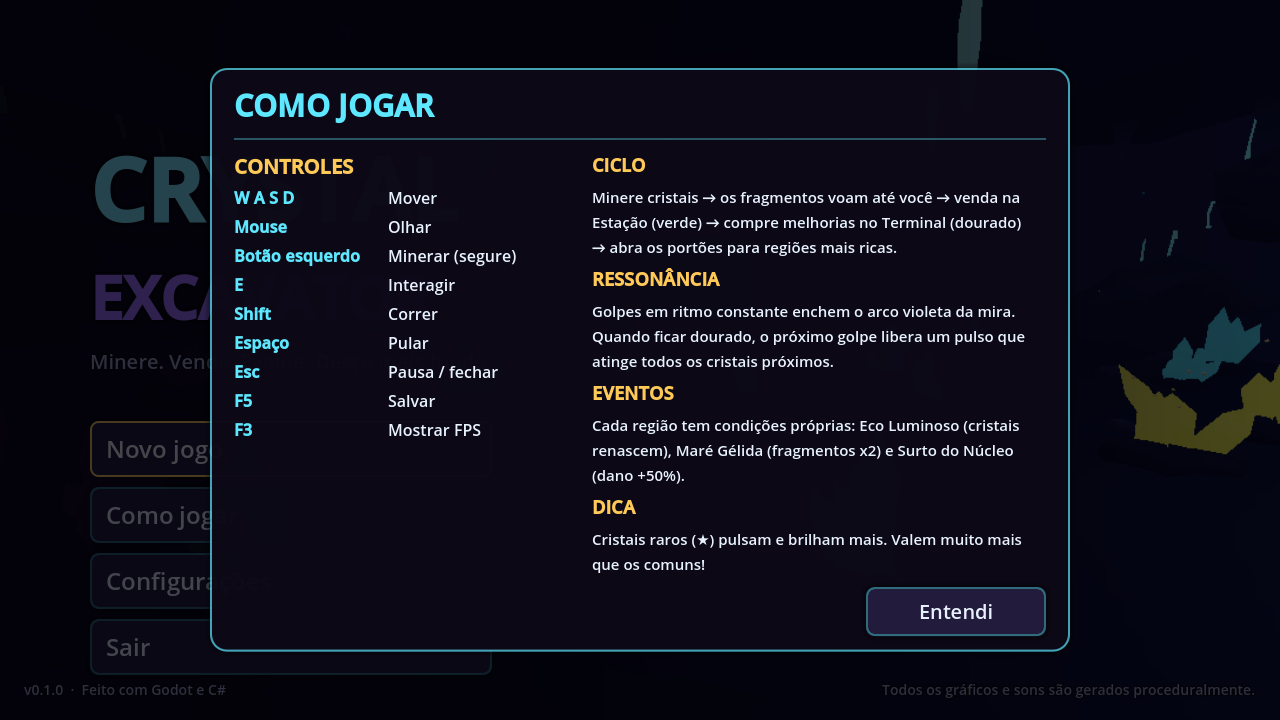 COMO JOGAR
CONTROLES
W A S D Mover
Mouse Olhar
Botão esquerdo Minerar (segure)
E Interagir
Shift Correr
Espaço Pular
Esc Pausa / fechar
F5 Salvar
F3 Mostrar FPS
CICLO
Minere cristais → os fragmentos voam até você → venda na
Estação (verde) → compre melhorias no Terminal (dourado)
→ abra os portões para regiões mais ricas.
RESSONÂNCIA
Golpes em ritmo constante enchem o arco violeta da mira.
Quando ficar dourado, o próximo golpe libera um pulso que
atinge todos os cristais próximos.
EVENTOS
Cada região tem condições próprias: Eco Luminoso (cristais
renascem), Maré Gélida (fragmentos x2) e Surto do Núcleo
(dano +50%).
DICA
Cristais raros (★) pulsam e brilham mais. Valem muito mais
que os comuns!
Entendi
Minere.
Novo jogo
Como jogar
Configurações
Sair
v0.1.0 · Feito com Godot e C#
Todos os gráficos e sons são gerados proceduralmente.